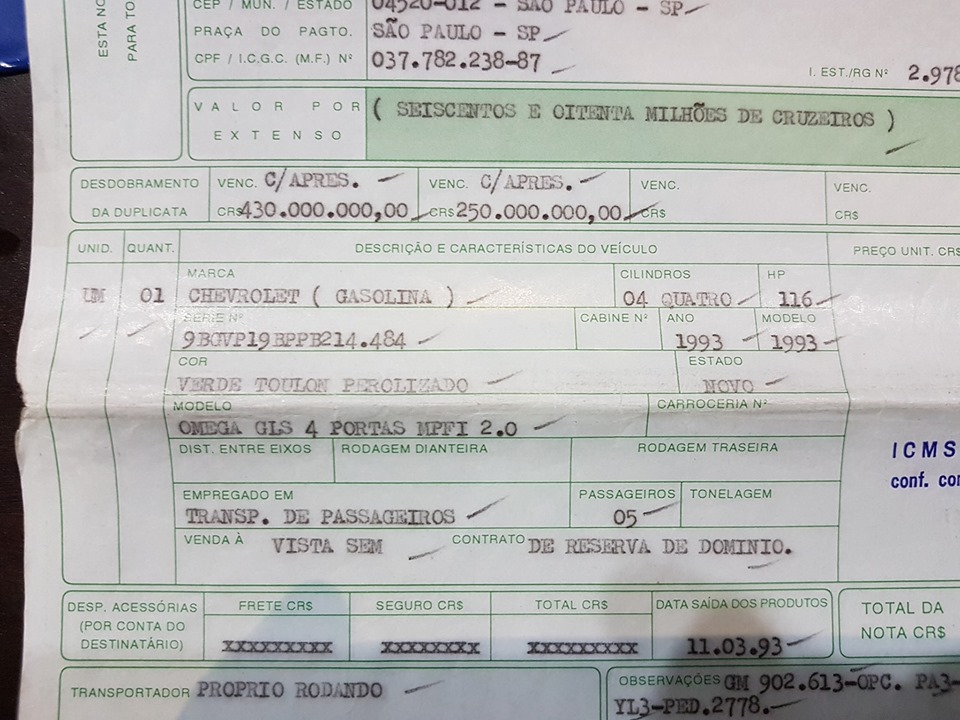 ESTA NO
PARA TO
CEP / MUN. / ESTADO 04520-012 - SÃO PAULO - SP
PRAÇA DO PAGTO. SÃO PAULO - SP
CPF / I.C.G.C. (M.F.) Nº 037.782.238-87 I. EST./RG Nº 2.978
VALOR POR EXTENSO ( SEISCENTOS E OITENTA MILHÕES DE CRUZEIROS )
DESDOBRAMENTO VENC. C/APRES. VENC. C/APRES. VENC. VENC.
DA DUPLICATA CR$ 430.000.000,00 CR$ 250.000.000,00 CR$ CR$
UNID. QUANT. DESCRIÇÃO E CARACTERÍSTICAS DO VEÍCULO PREÇO UNIT. CR$
MARCA CILINDROS HP
UM 01 CHEVROLET ( GASOLINA ) 04 QUATRO 116
SÉRIE Nº CABINE Nº ANO MODELO
9BGVP19BPPB214.484 1993 1993
COR ESTADO
VERDE TOULON PEROLIZADO NOVO
MODELO CARROCERIA Nº
OMEGA GLS 4 PORTAS MPFI 2.0
DIST. ENTRE EIXOS RODAGEM DIANTEIRA RODAGEM TRASEIRA
ICMS
conf. con
EMPREGADO EM PASSAGEIROS TONELAGEM
TRANSP. DE PASSAGEIROS 05
VENDA À VISTA SEM CONTRATO DE RESERVA DE DOMINIO.
DESP. ACESSÓRIAS FRETE CR$ SEGURO CR$ TOTAL CR$ DATA SAÍDA DOS PRODUTOS TOTAL DA
(POR CONTA DO NOTA CR$
DESTINATÁRIO) XXXXXXXXX XXXXXXXX XXXXXXXXX 11.03.93
TRANSPORTADOR PROPRIO RODANDO OBSERVAÇÕES GM 902.613-OPC. PA3-
YL3-PED.2778.-